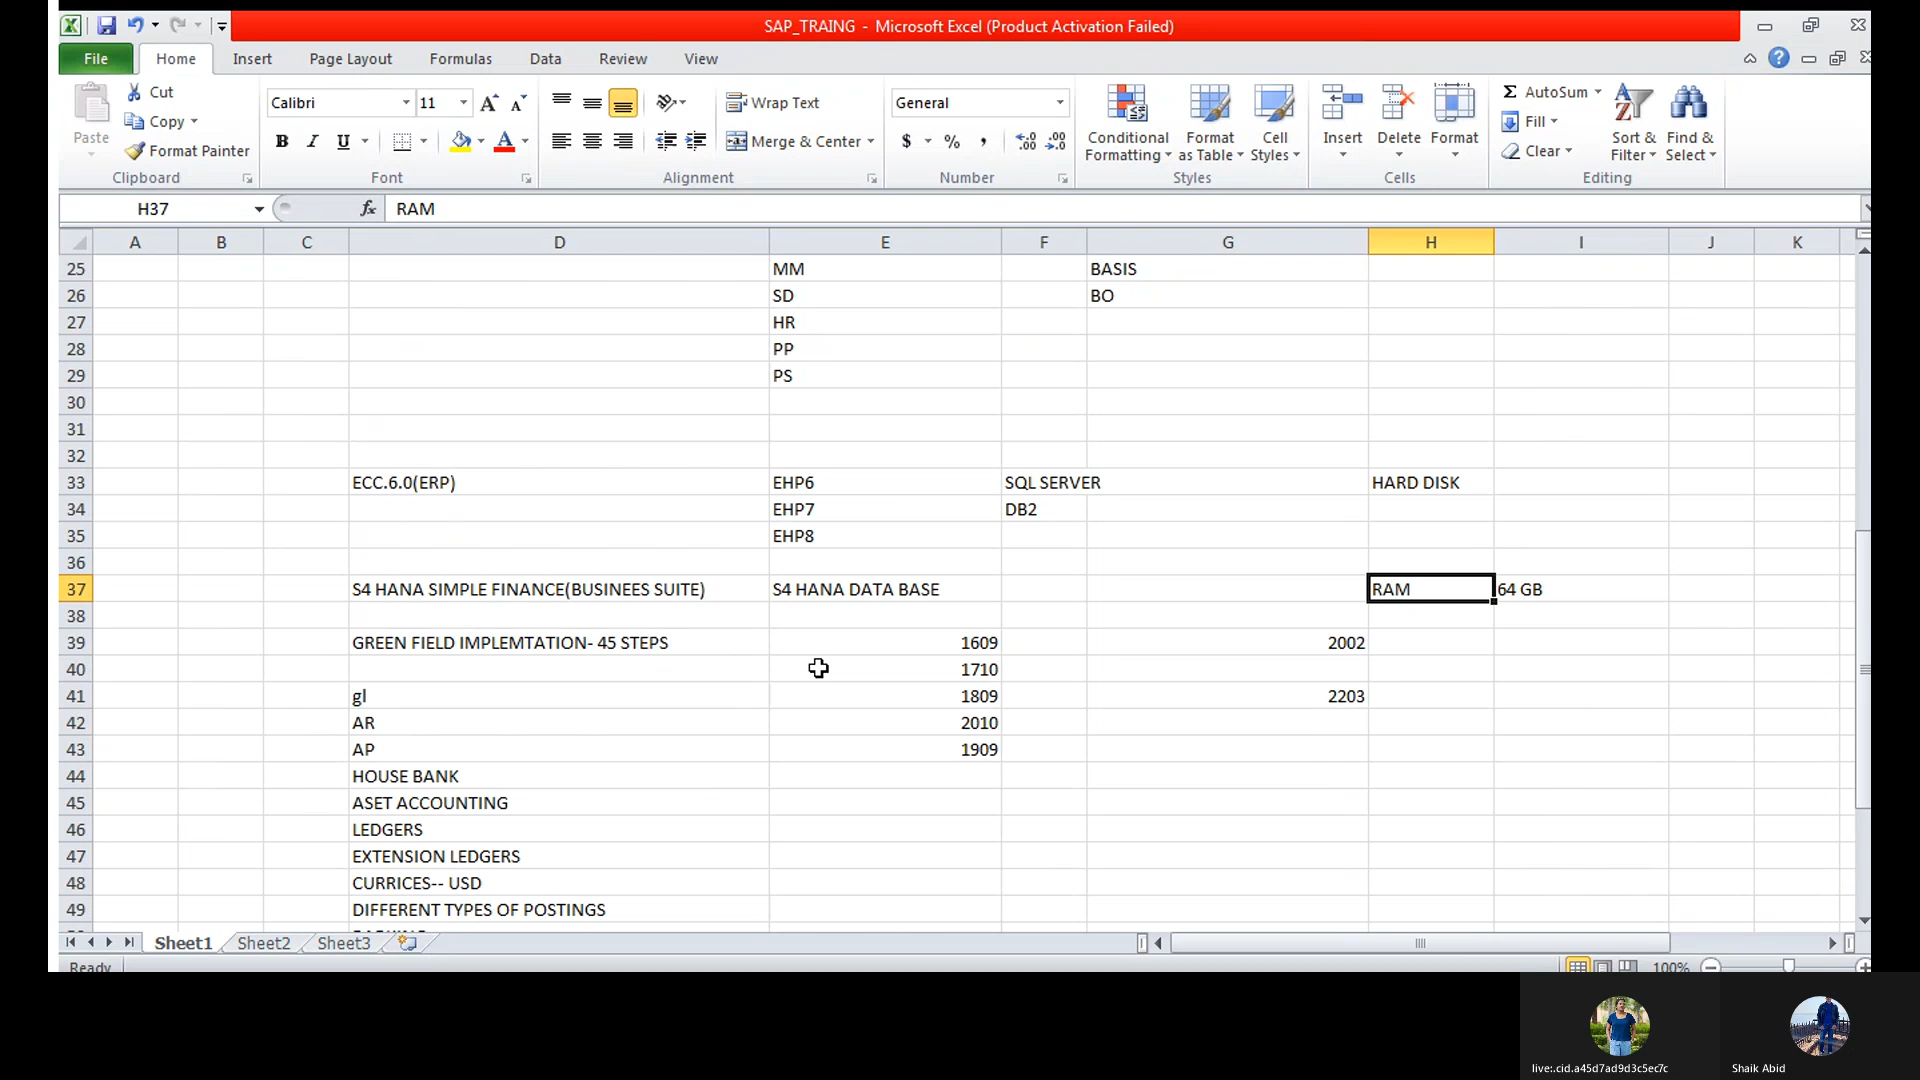 SAP_TRAING - Microsoft Excel (Product Activation Failed)
File Home Insert Page Layout Formulas Data Review View
Paste
Cut
Copy
Format Painter
Clipboard
Calibri 11
B I U
Font
Wrap Text
Merge & Center
Alignment
General
$ % ,
Number
Conditional Formatting
Format as Table
Cell Styles
Styles
Insert Delete Format
Cells
AutoSum
Fill
Clear
Sort & Filter
Find & Select
Editing
H37 fx RAM
A B C D E F G H I J K
25 MM BASIS
26 SD BO
27 HR
28 PP
29 PS
30
31
32
33 ECC.6.0(ERP) EHP6 SQL SERVER HARD DISK
34 EHP7 DB2
35 EHP8
36
37 S4 HANA SIMPLE FINANCE(BUSINEES SUITE) S4 HANA DATA BASE RAM 64 GB
38
39 GREEN FIELD IMPLEMTATION- 45 STEPS 1609 2002
40 1710
41 gl 1809 2203
42 AR 2010
43 AP 1909
44 HOUSE BANK
45 ASET ACCOUNTING
46 LEDGERS
47 EXTENSION LEDGERS
48 CURRICES-- USD
49 DIFFERENT TYPES OF POSTINGS
Sheet1 Sheet2 Sheet3
Ready 100%
live:.cid.a45d7ad9d3c5ec7c Shaik Abid